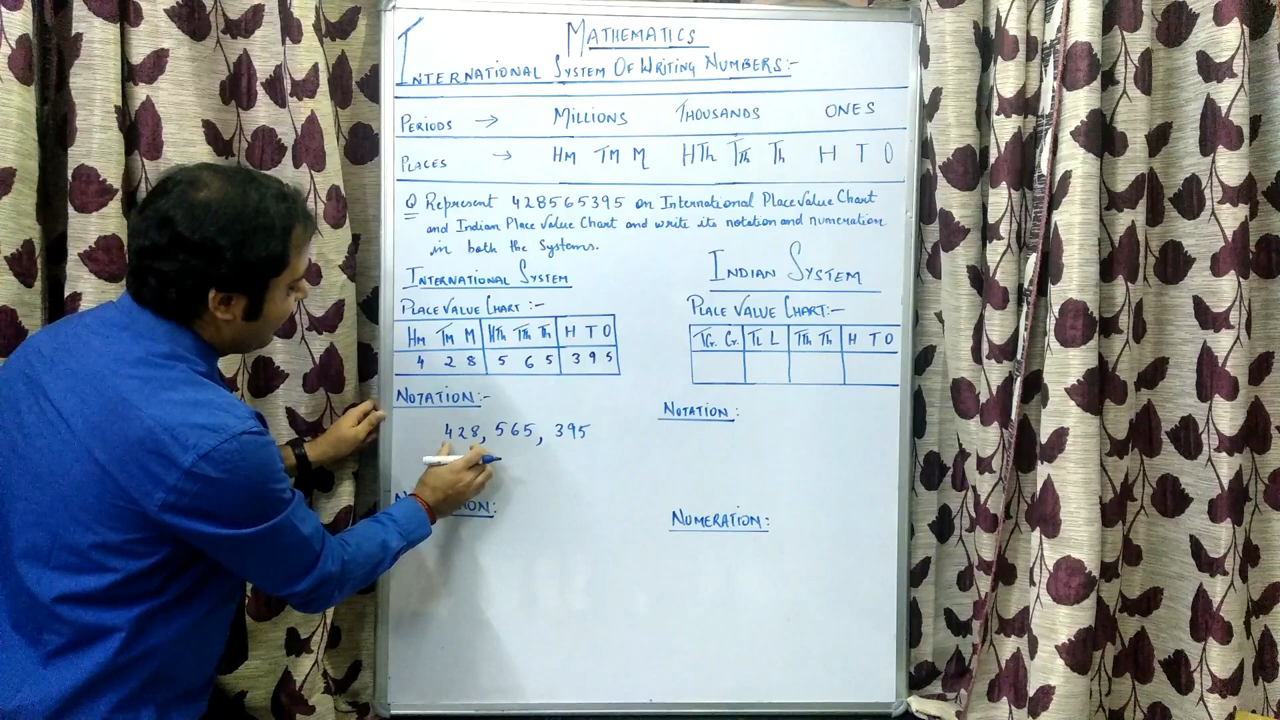 MATHEMATICS
INTERNATIONAL SYSTEM OF WRITING NUMBERS:-
PERIODS → MILLIONS THOUSANDS ONES
PLACES → HM TM M HTh TTh Th H T O
Q Represent 428565395 on International Place Value Chart
and Indian Place Value Chart and write its notation and numeration
in both the Systems.
INTERNATIONAL SYSTEM
PLACE VALUE CHART :-
HM TM M HTh TTh Th H T O
4 2 8 5 6 5 3 9 5
NOTATION:-
428, 565, 395
ION:
INDIAN SYSTEM
PLACE VALUE CHART:-
TCr. Cr. TL L TTh Th H T O
NOTATION :
NUMERATION: